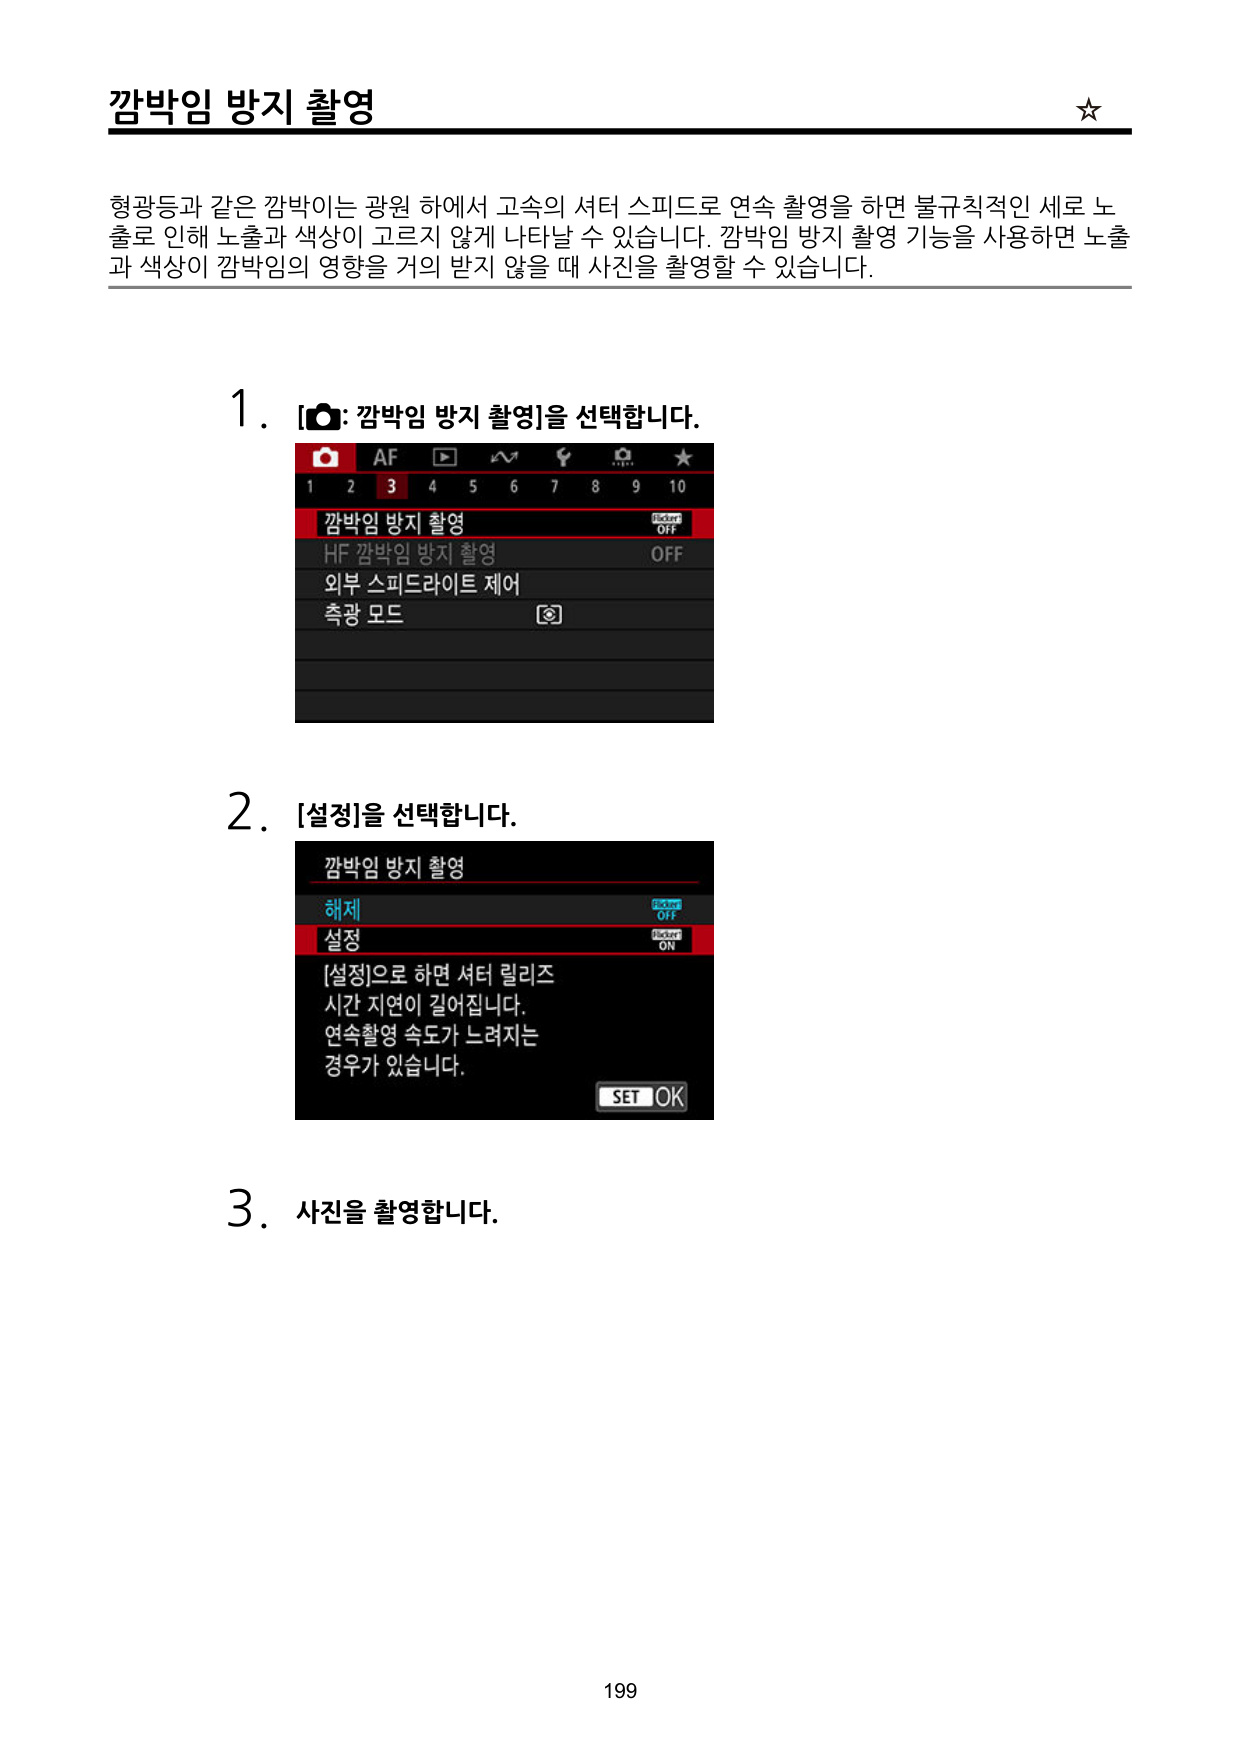 깜박임 방지 촬영 ☆
형광등과 같은 깜박이는 광원 하에서 고속의 셔터 스피드로 연속 촬영을 하면 불규칙적인 세로 노
출로 인해 노출과 색상이 고르지 않게 나타날 수 있습니다. 깜박임 방지 촬영 기능을 사용하면 노출
과 색상이 깜박임의 영향을 거의 받지 않을 때 사진을 촬영할 수 있습니다.
1. [: 깜박임 방지 촬영]을 선택합니다.
AF
1 2 3 4 5 6 7 8 9 10
깜박임 방지 촬영 Flicker! OFF
HF 깜박임 방지 촬영 OFF
외부 스피드라이트 제어
측광 모드
2. [설정]을 선택합니다.
깜박임 방지 촬영
해제 Flicker! OFF
설정 Flicker! ON
[설정]으로 하면 셔터 릴리즈
시간 지연이 길어집니다.
연속촬영 속도가 느려지는
경우가 있습니다.
SET OK
3. 사진을 촬영합니다.
199